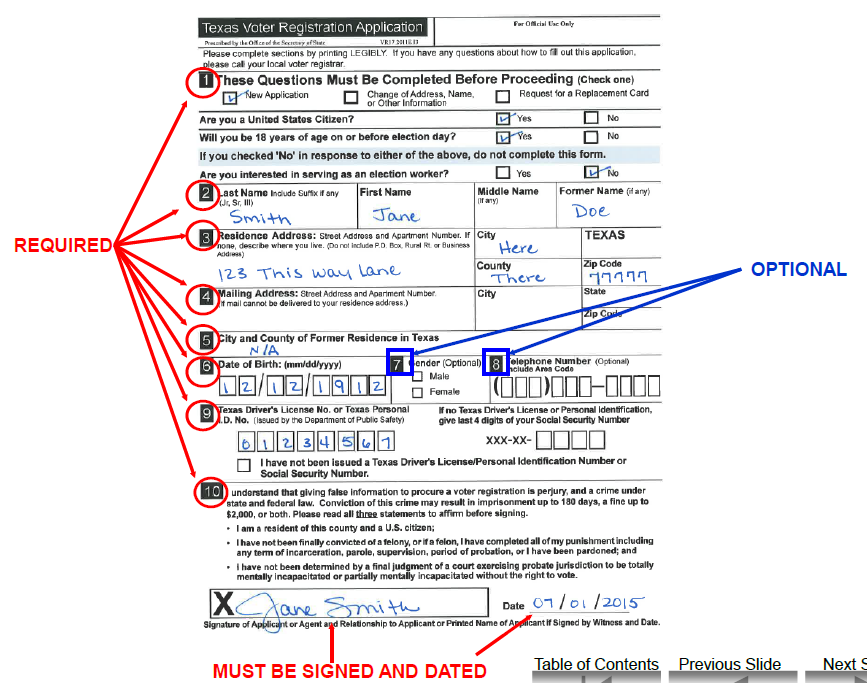 Texas Voter Registration Application
For Official Use Only
Prescribed by the Office of the Secretary of State
Please complete sections by printing LEGIBLY. If you have any questions about how to fill out this application,
please call your local voter registrar.
1 These Questions Must Be Completed Before Proceeding (Check one)
New Application
Change of Address, Name,
or Other Information
Request for a Replacement Card
Are you a United States Citizen?
Yes
No
Will you be 18 years of age on or before election day?
Yes
No
If you checked 'No' in response to either of the above, do not complete this form.
Are you interested in serving as an election worker?
Yes
No
2 Last Name Include Suffix if any
(Jr, Sr, III)
Smith
First Name
Jane
Middle Name
(If any)
Former Name (if any)
Doe
REQUIRED
3 Residence Address: Street Address and Apartment Number. If
none, describe where you live. (Do not include P.O. Box, Rural Rt. or Business
Address)
123 This Way Lane
City
Here
TEXAS
County
There
Zip Code
77777
OPTIONAL
4 Mailing Address: Street Address and Apartment Number.
(If mail cannot be delivered to your residence address.)
City
State
Zip Code
5 City and County of Former Residence in Texas
N/A
6 Date of Birth: (mm/dd/yyyy)
12/12/1912
7 Gender (Optional)
Male
Female
8 Telephone Number (Optional)
Include Area Code
9 Texas Driver's License No. or Texas Personal
I.D. No. (Issued by the Department of Public Safety)
01234567
If no Texas Driver's License or Personal Identification,
give last 4 digits of your Social Security Number
XXX-XX-
I have not been issued a Texas Driver's License/Personal Identification Number or
Social Security Number.
10 I understand that giving false information to procure a voter registration is perjury, and a crime under
state and federal law. Conviction of this crime may result in imprisonment up to 180 days, a fine up to
$2,000, or both. Please read all three statements to affirm before signing.
• I am a resident of this county and a U.S. citizen;
• I have not been finally convicted of a felony, or if a felon, I have completed all of my punishment including
any term of incarceration, parole, supervision, period of probation, or I have been pardoned; and
• I have not been determined by a final judgment of a court exercising probate jurisdiction to be totally
mentally incapacitated or partially mentally incapacitated without the right to vote.
X Jane Smith
Date 07/01/2015
Signature of Applicant or Agent and Relationship to Applicant or Printed Name of Applicant if Signed by Witness and Date.
MUST BE SIGNED AND DATED
Table of Contents
Previous Slide
Next S